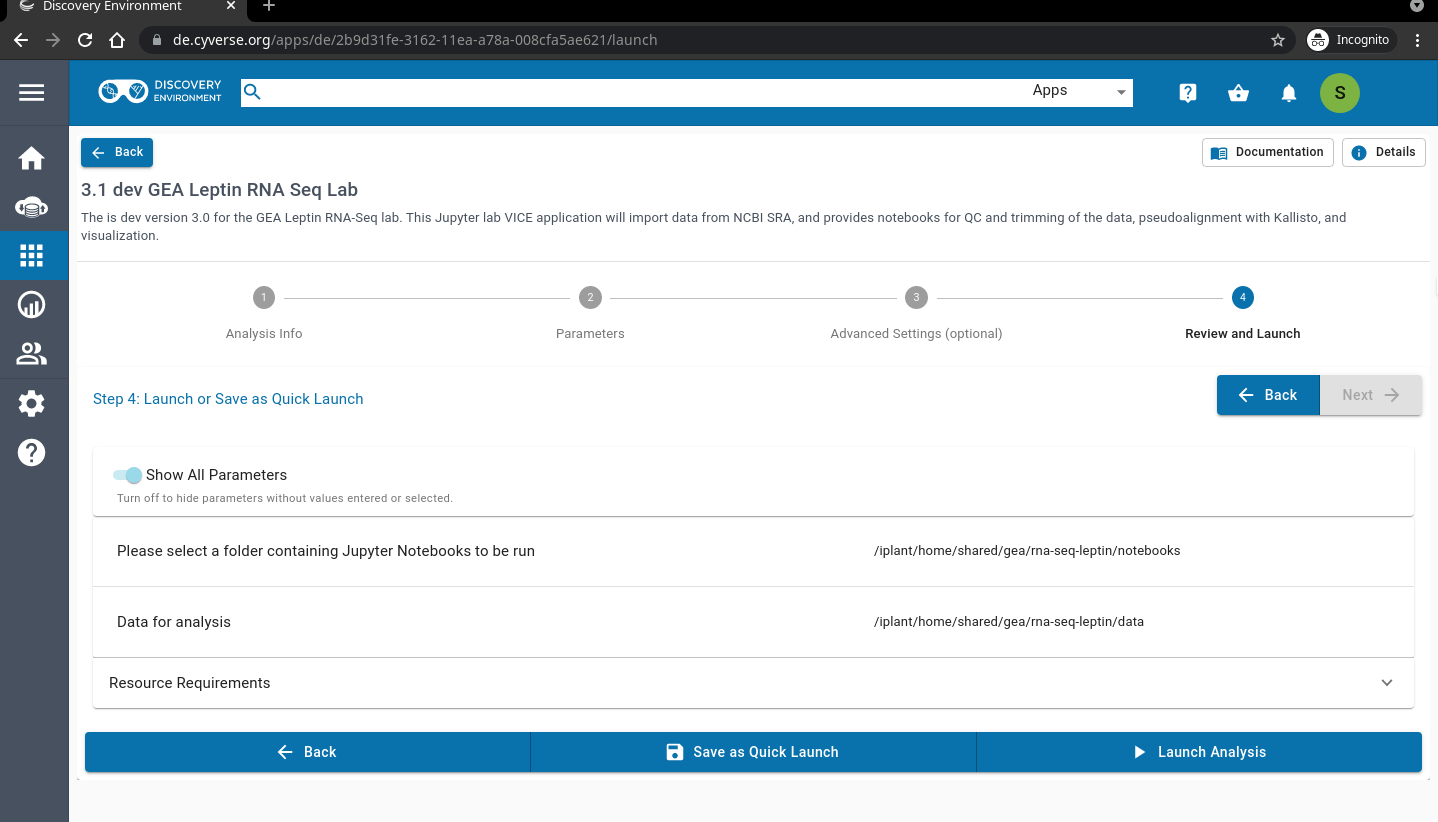 Discovery Environment
de.cyverse.org/apps/de/2b9d31fe-3162-11ea-a78a-008cfa5ae621/launch
Incognito
DISCOVERY
ENVIRONMENT
Apps
S
Back
Documentation
Details
3.1 dev GEA Leptin RNA Seq Lab
The is dev version 3.0 for the GEA Leptin RNA-Seq lab. This Jupyter lab VICE application will import data from NCBI SRA, and provides notebooks for QC and trimming of the data, pseudoalignment with Kallisto, and
visualization.
1
2
3
4
Analysis Info
Parameters
Advanced Settings (optional)
Review and Launch
Step 4: Launch or Save as Quick Launch
Back
Next
Show All Parameters
Turn off to hide parameters without values entered or selected.
Please select a folder containing Jupyter Notebooks to be run
/iplant/home/shared/gea/rna-seq-leptin/notebooks
Data for analysis
/iplant/home/shared/gea/rna-seq-leptin/data
Resource Requirements
Back
Save as Quick Launch
Launch Analysis